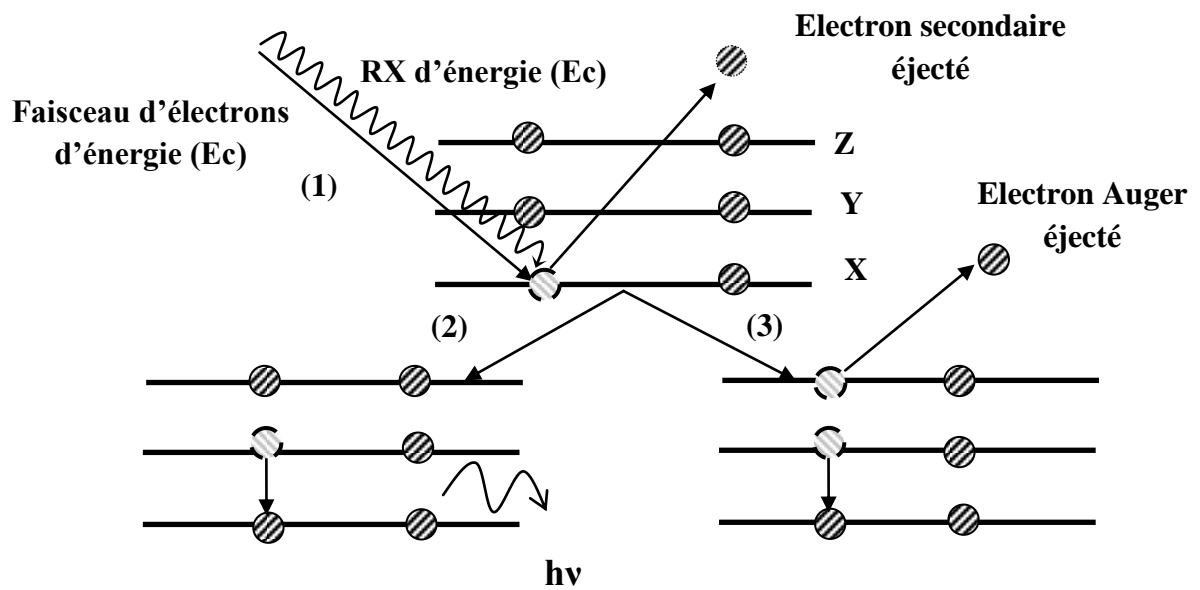 Electron secondaire
éjecté
RX d’énergie (Ec)
Faisceau d’électrons
d’énergie (Ec)
(1)
Z
Y
Electron Auger
éjecté
X
(2)
(3)
hν